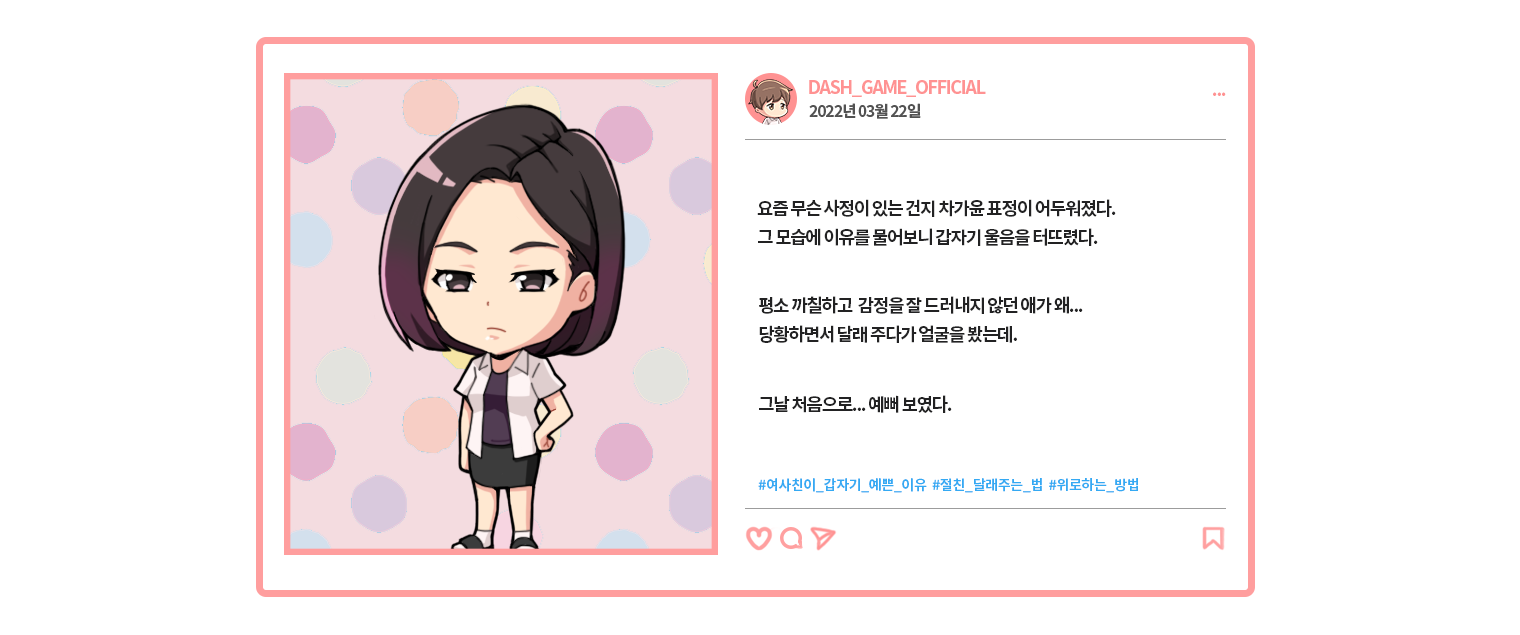 DASH_GAME_OFFICIAL
2022년 03월 22일
요즘 무슨 사정이 있는 건지 차가윤 표정이 어두워졌다.
그 모습에 이유를 물어보니 갑자기 울음을 터뜨렸다.
평소 까칠하고 감정을 잘 드러내지 않던 애가 왜...
당황하면서 달래 주다가 얼굴을 봤는데.
그날 처음으로... 예뻐 보였다.
#여사친이_갑자기_예쁜_이유 #절친_달래주는_법 #위로하는_방법